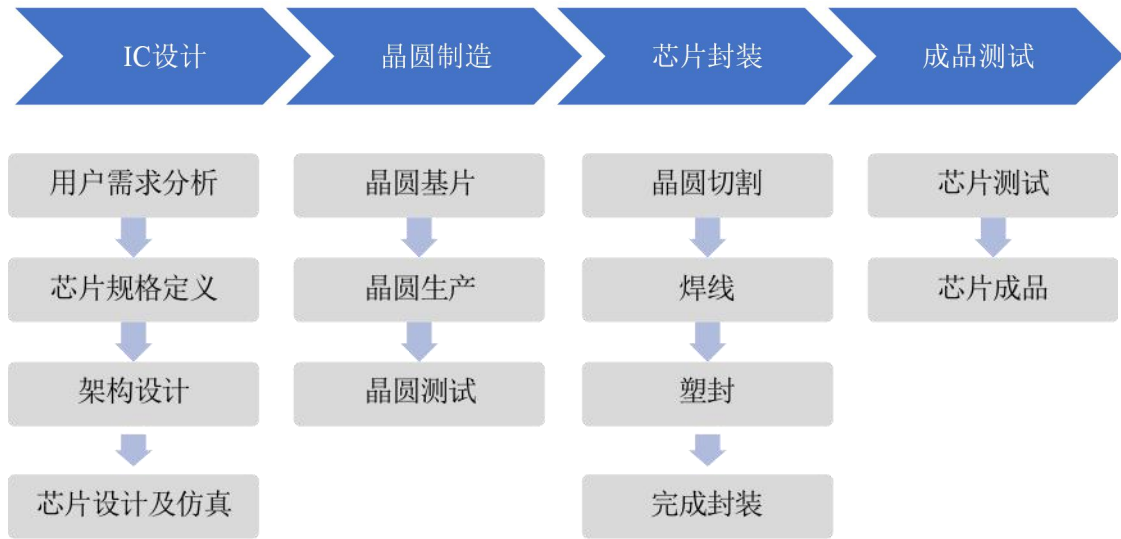 IC设计
晶圆制造
芯片封装
成品测试
用户需求分析
芯片规格定义
架构设计
芯片设计及仿真
晶圆基片
晶圆生产
晶圆测试
晶圆切割
焊线
塑封
完成封装
芯片测试
芯片成品